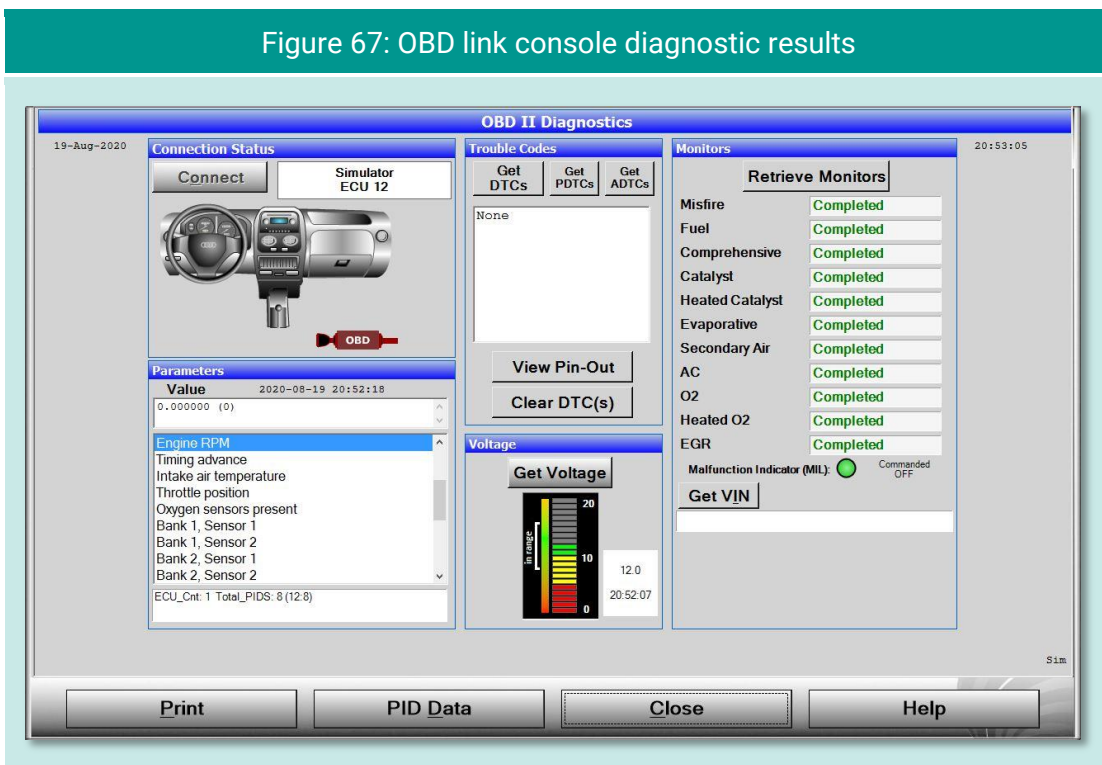 Figure 67: OBD link console diagnostic results
OBD II Diagnostics
19-Aug-2020
20:53:05
Connection Status
Connect
Simulator
ECU 12
OBD
Parameters
Value 2020-08-19 20:52:18
0.000000 (0)
Engine RPM
Timing advance
Intake air temperature
Throttle position
Oxygen sensors present
Bank 1, Sensor 1
Bank 1, Sensor 2
Bank 2, Sensor 1
Bank 2, Sensor 2
ECU_Cnt: 1 Total_PIDS: 8 (12:8)
Trouble Codes
Get DTCs
Get PDTCs
Get ADTCs
None
View Pin-Out
Clear DTC(s)
Voltage
Get Voltage
in range
20
10
0
12.0
20:52:07
Monitors
Retrieve Monitors
Misfire Completed
Fuel Completed
Comprehensive Completed
Catalyst Completed
Heated Catalyst Completed
Evaporative Completed
Secondary Air Completed
AC Completed
O2 Completed
Heated O2 Completed
EGR Completed
Malfunction Indicator (MIL): Commanded OFF
Get VIN
Sim
Print
PID Data
Close
Help